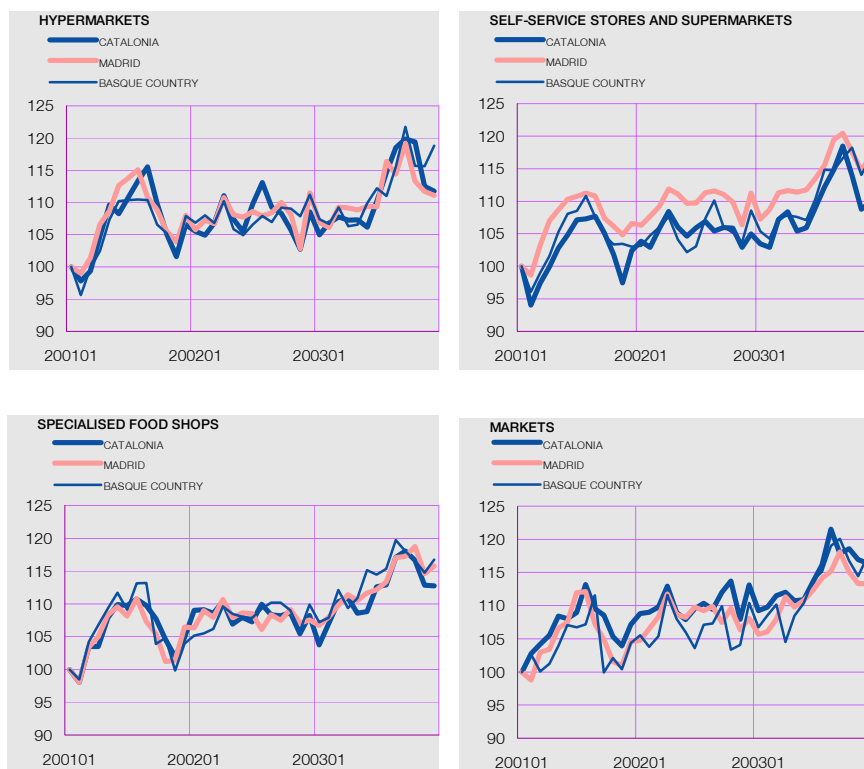 HYPERMARKETS
CATALONIA
MADRID
BASQUE COUNTRY
125
120
115
110
105
100
95
90
200101 200201 200301
SELF-SERVICE STORES AND SUPERMARKETS
CATALONIA
MADRID
BASQUE COUNTRY
125
120
115
110
105
100
95
90
200101 200201 200301
SPECIALISED FOOD SHOPS
CATALONIA
MADRID
BASQUE COUNTRY
125
120
115
110
105
100
95
90
200101 200201 200301
MARKETS
CATALONIA
MADRID
BASQUE COUNTRY
125
120
115
110
105
100
95
90
200101 200201 200301